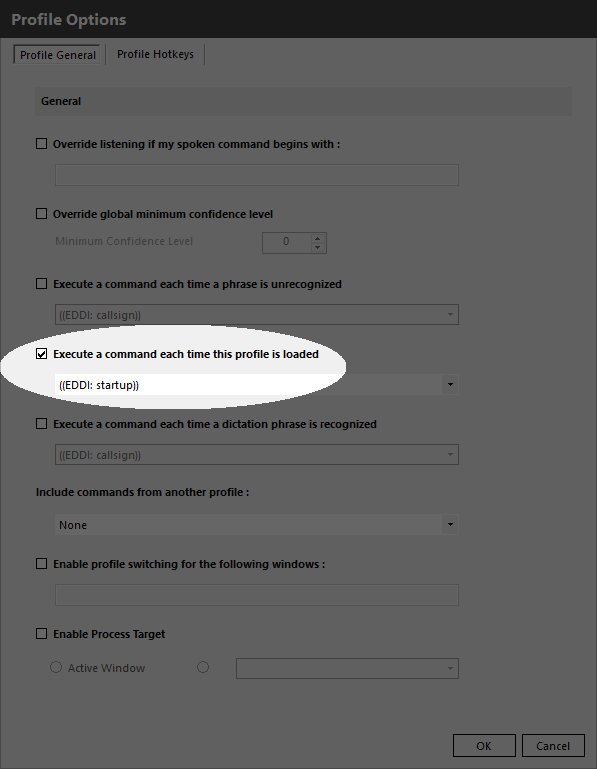 Profile Options
Profile General
Profile Hotkeys
General
Override listening if my spoken command begins with :
Override global minimum confidence level
Minimum Confidence Level
0
Execute a command each time a phrase is unrecognized
((EDDI: callsign))
Execute a command each time this profile is loaded
((EDDI: startup))
Execute a command each time a dictation phrase is recognized
((EDDI: callsign))
Include commands from another profile :
None
Enable profile switching for the following windows :
Enable Process Target
Active Window
OK
Cancel